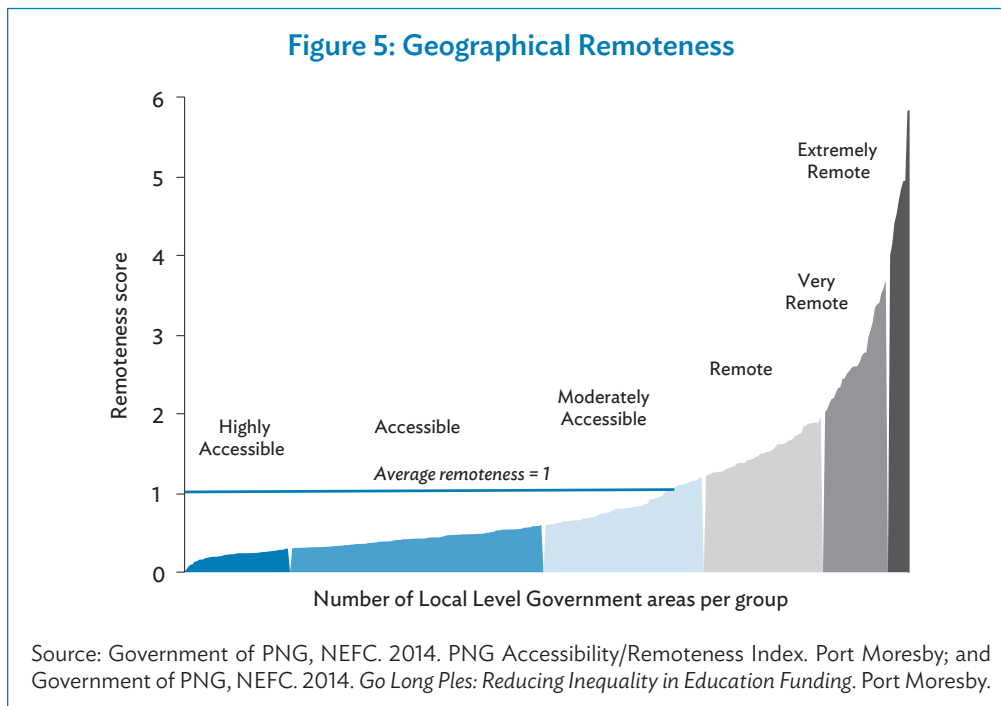 Figure 5: Geographical Remoteness
6
5
4
3
2
1
0
Remoteness score
Highly
Accessible
Accessible
Moderately
Accessible
Remote
Very
Remote
Extremely
Remote
Average remoteness = 1
Number of Local Level Government areas per group
Source: Government of PNG, NEFC. 2014. PNG Accessibility/Remoteness Index. Port Moresby; and
Government of PNG, NEFC. 2014. Go Long Ples: Reducing Inequality in Education Funding. Port Moresby.